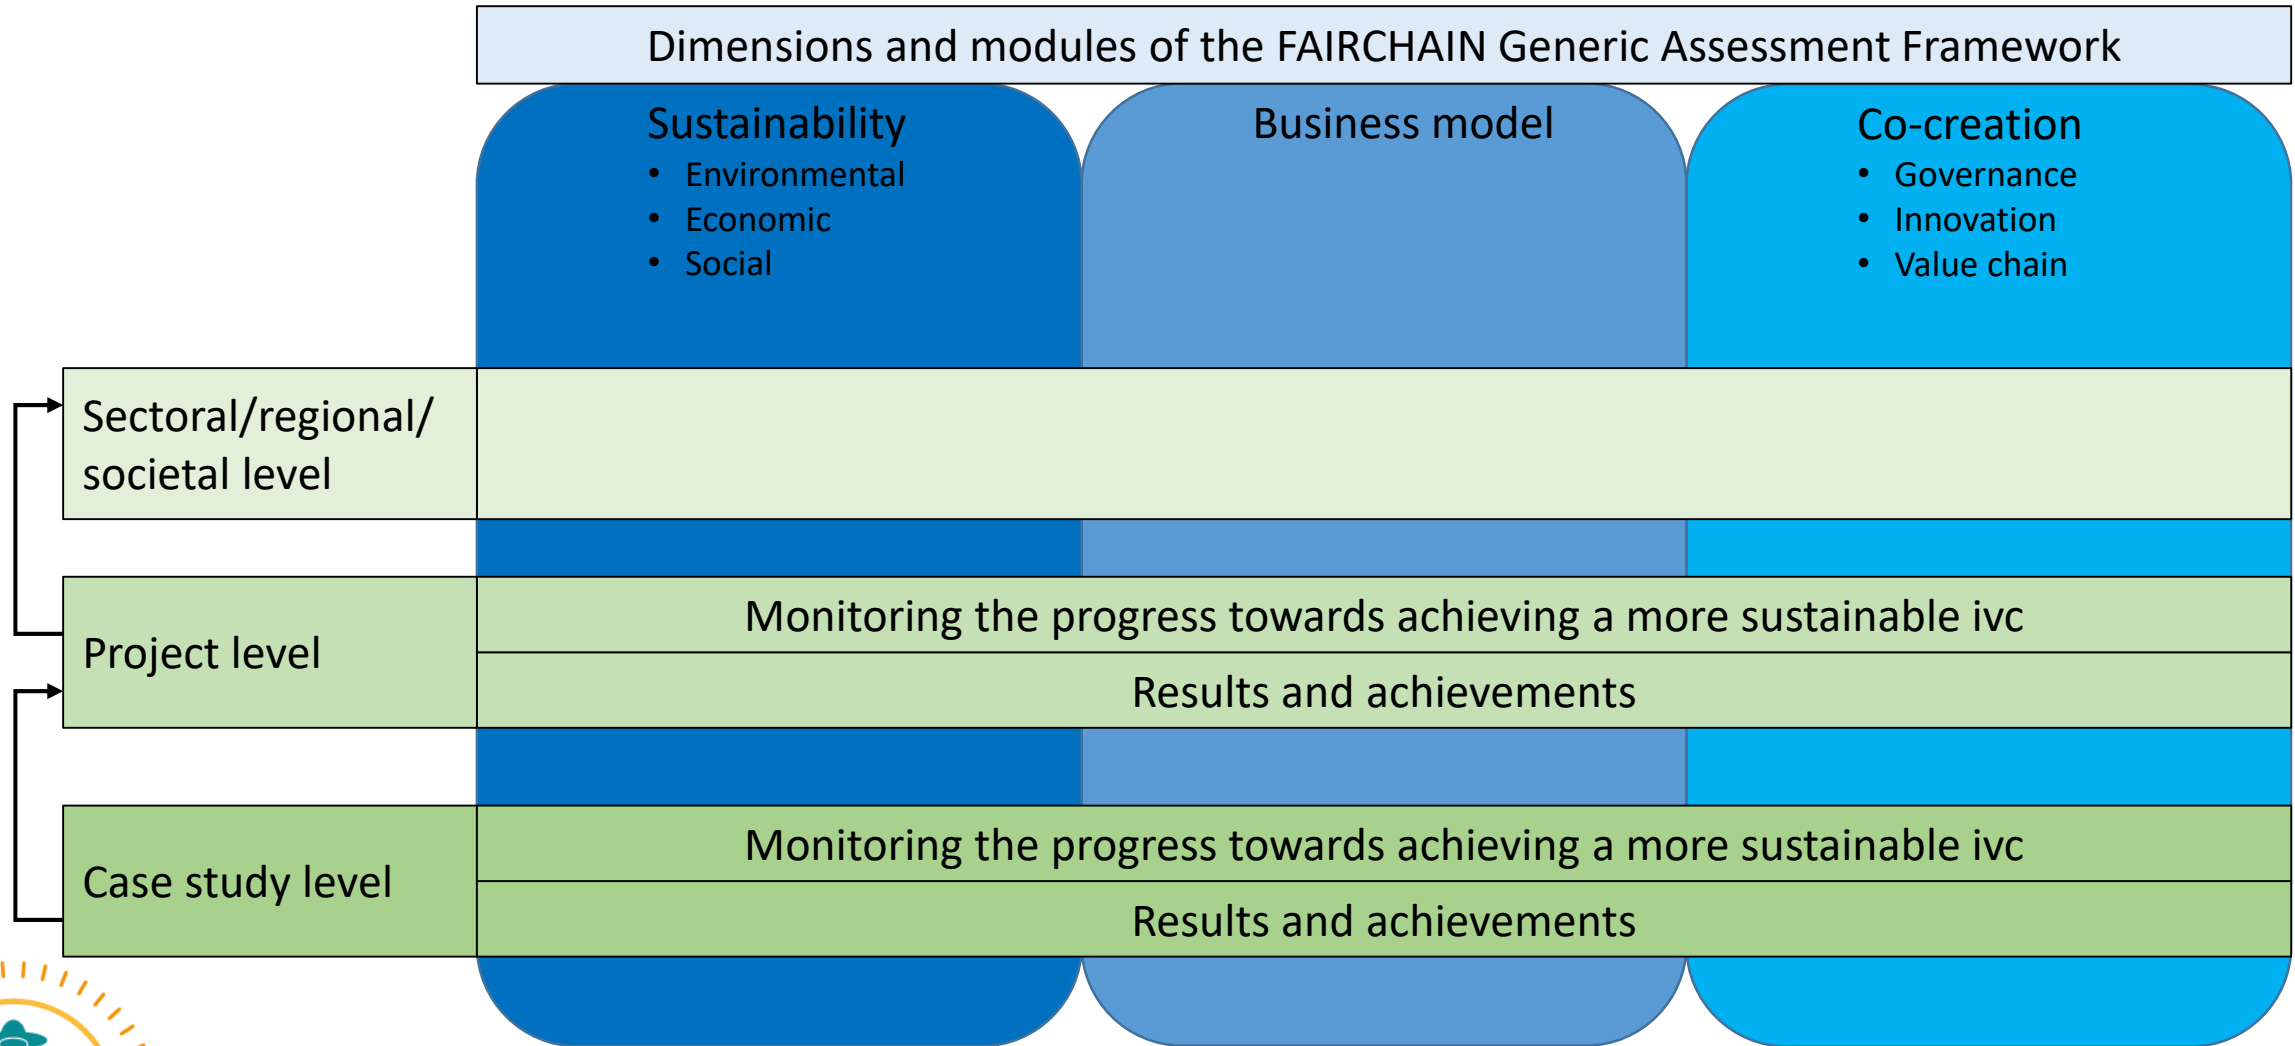 Dimensions and modules of the FAIRCHAIN Generic Assessment Framework
Sustainability
• Environmental
• Economic
• Social
Business model
Co-creation
• Governance
• Innovation
• Value chain
Sectoral/regional/
societal level
Project level
Monitoring the progress towards achieving a more sustainable ivc
Results and achievements
Case study level
Monitoring the progress towards achieving a more sustainable ivc
Results and achievements